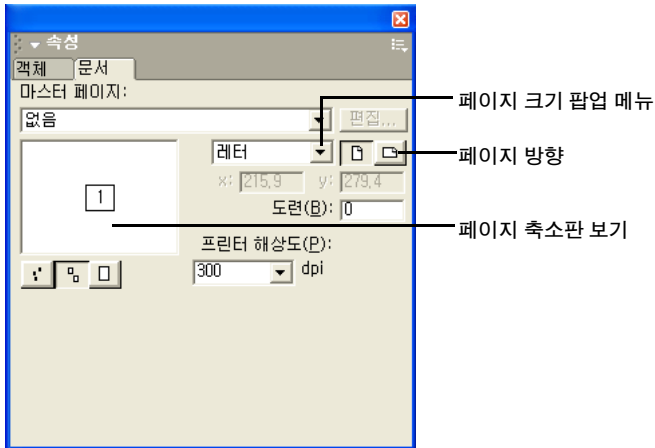 속성
객체 문서
마스터 페이지:
없음 편집...
페이지 크기 팝업 메뉴
레터
페이지 방향
x: 215,9 y: 279,4
1
도련(B): 0
페이지 축소판 보기
프린터 해상도(P):
300 dpi